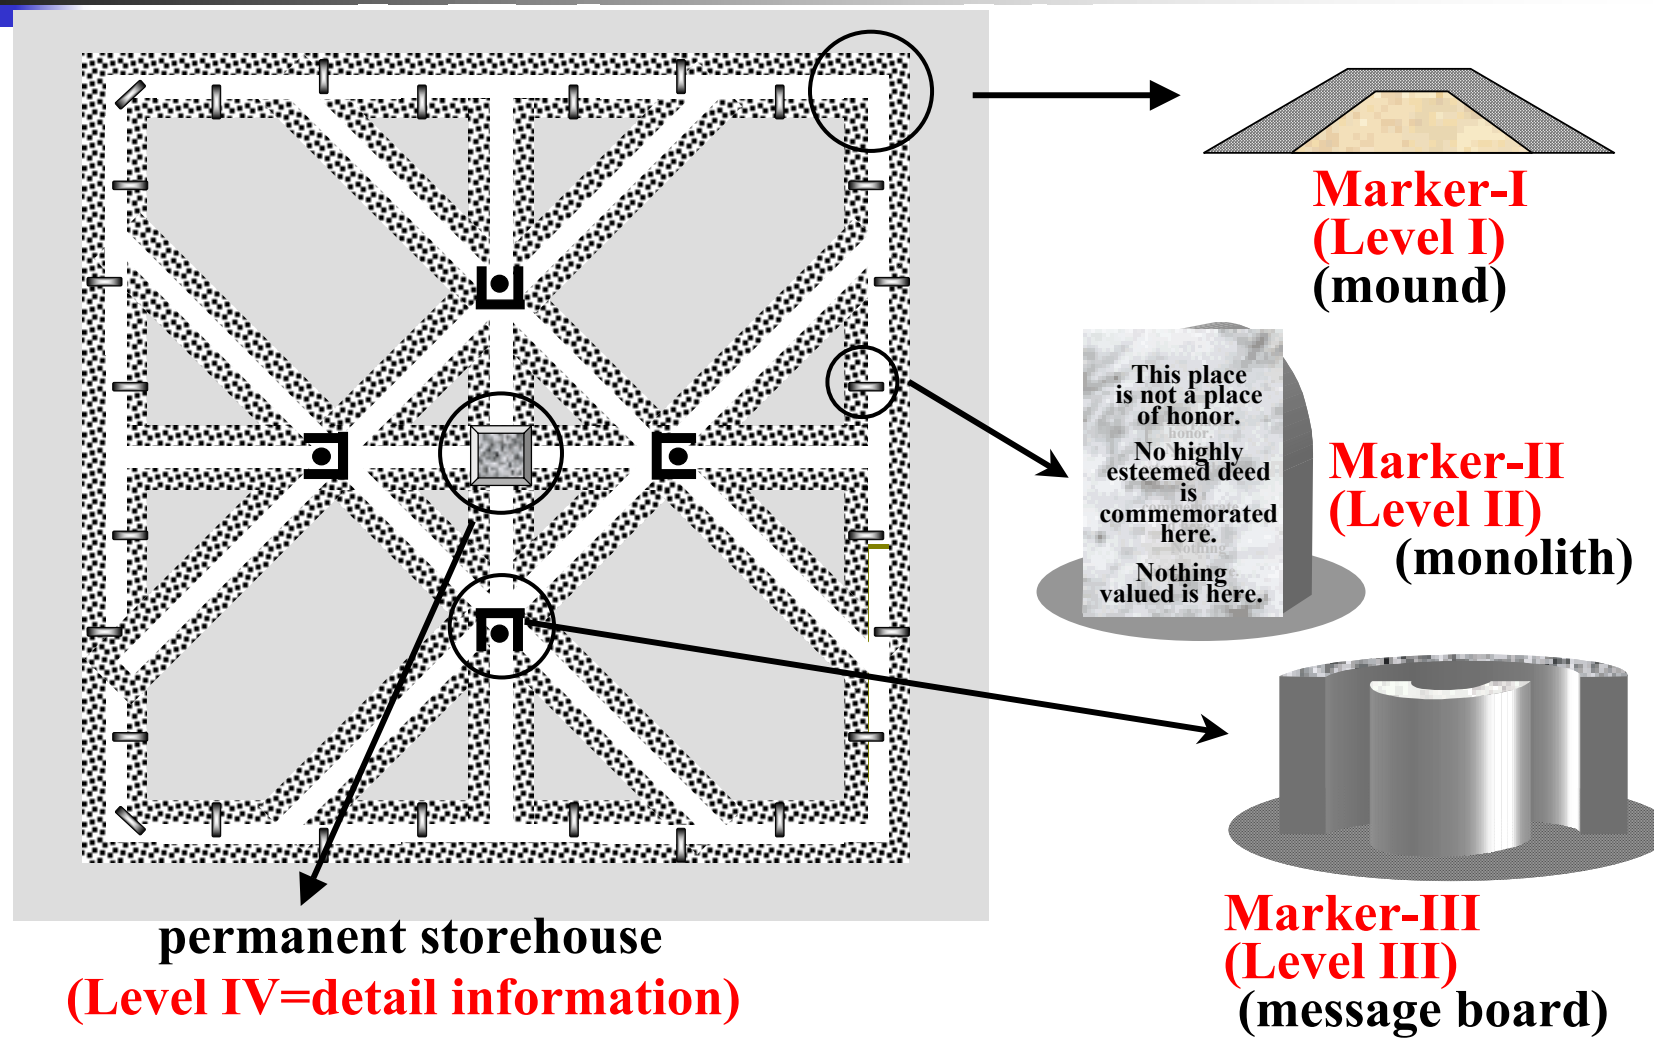 Marker-I
(Level I)
(mound)
This place
is not a place
of honor.
No highly
esteemed deed
is
commemorated
here.
Nothing
valued is here.
Marker-II
(Level II)
(monolith)
Marker-III
(Level III)
(message board)
permanent storehouse
(Level IV=detail information)